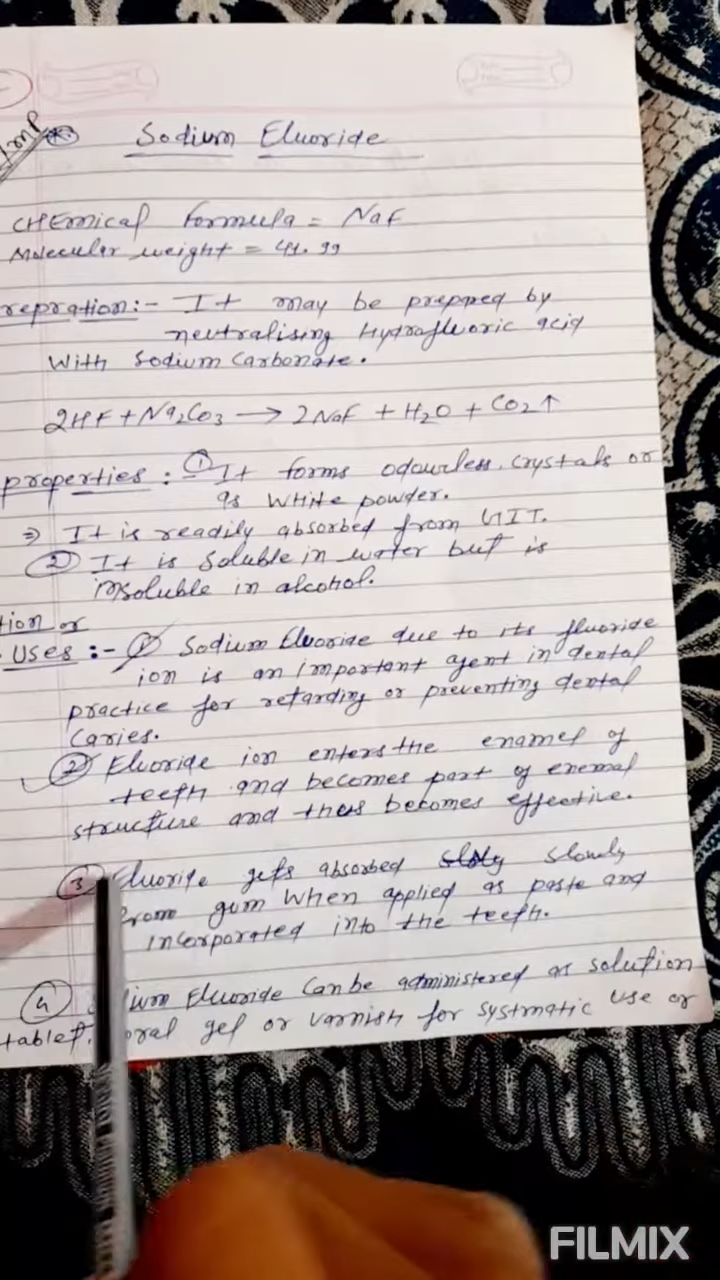 Imp
Sodium Fluoride
CHEmical formula = NaF
Molecular weight = 41.99
repration:- It may be prepped by
neutralising Hydrofluoric acid
With Sodium Carbonate.
2HF + Na2Co3 → 2NaF + H2O + CO2↑
properties: ① It forms odourless crystals or
as White powder.
⇒ It is readily absorbed from GIT.
② It is soluble in water but is
insoluble in alcohol.
tion or
Uses :- ① Sodium Fluoride due to its fluoride
ion is an important agent in dental
practice for retarding or preventing dental
caries.
② Fluoride ion enters the enamel of
teeth and becomes part of enemal
structure and thus becomes effective.
③ fluoride gets absorbed slowly
from gum when applied as paste and
incorporated into the teeth.
④ Fluoride can be administered as solution
tablet, oral gel or varnish for systmatic use or
FILMIX